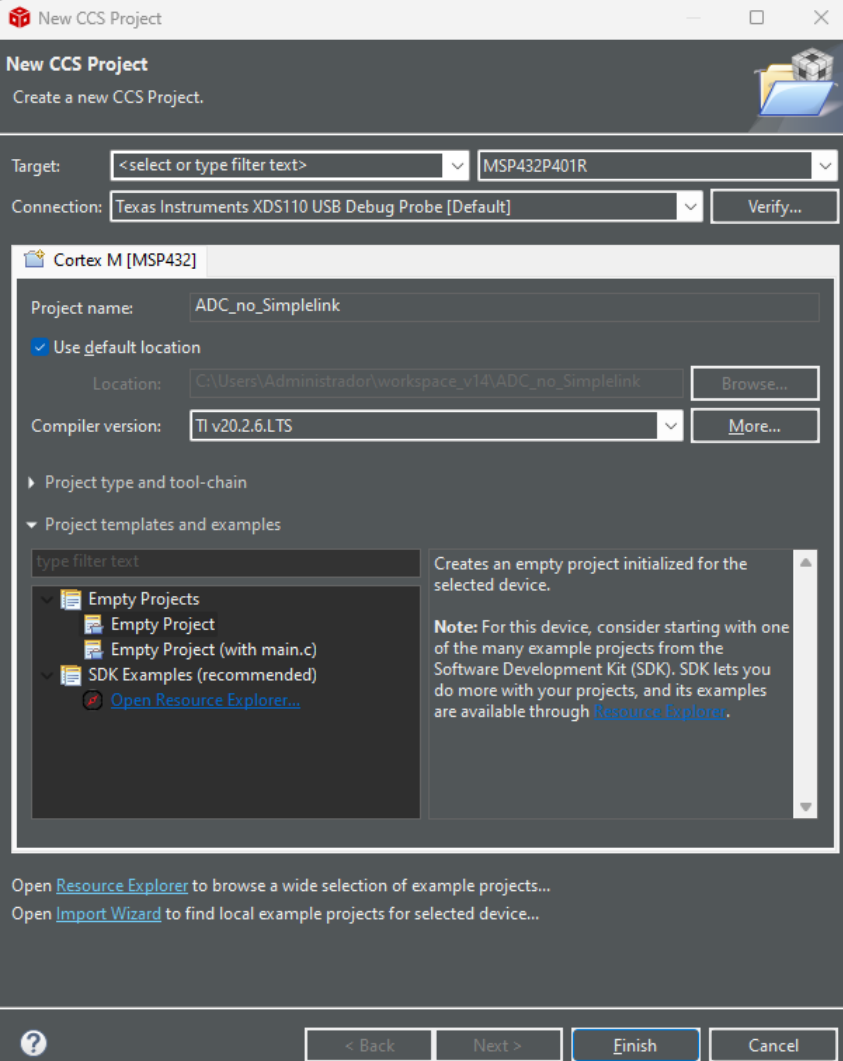 New CCS Project
New CCS Project
Create a new CCS Project.
Target: <select or type filter text> MSP432P401R
Connection: Texas Instruments XDS110 USB Debug Probe [Default] Verify...
Cortex M [MSP432]
Project name: ADC_no_Simplelink
Use default location
Location: C:\Users\Administrador\workspace_v14\ADC_no_Simplelink Browse...
Compiler version: TI v20.2.6.LTS More...
Project type and tool-chain
Project templates and examples
type filter text
Empty Projects
Empty Project
Empty Project (with main.c)
SDK Examples (recommended)
Open Resource Explorer...
Creates an empty project initialized for the
selected device.
Note: For this device, consider starting with one
of the many example projects from the
Software Development Kit (SDK). SDK lets you
do more with your projects, and its examples
are available through Resource Explorer.
Open Resource Explorer to browse a wide selection of example projects...
Open Import Wizard to find local example projects for selected device...
? < Back Next > Finish Cancel